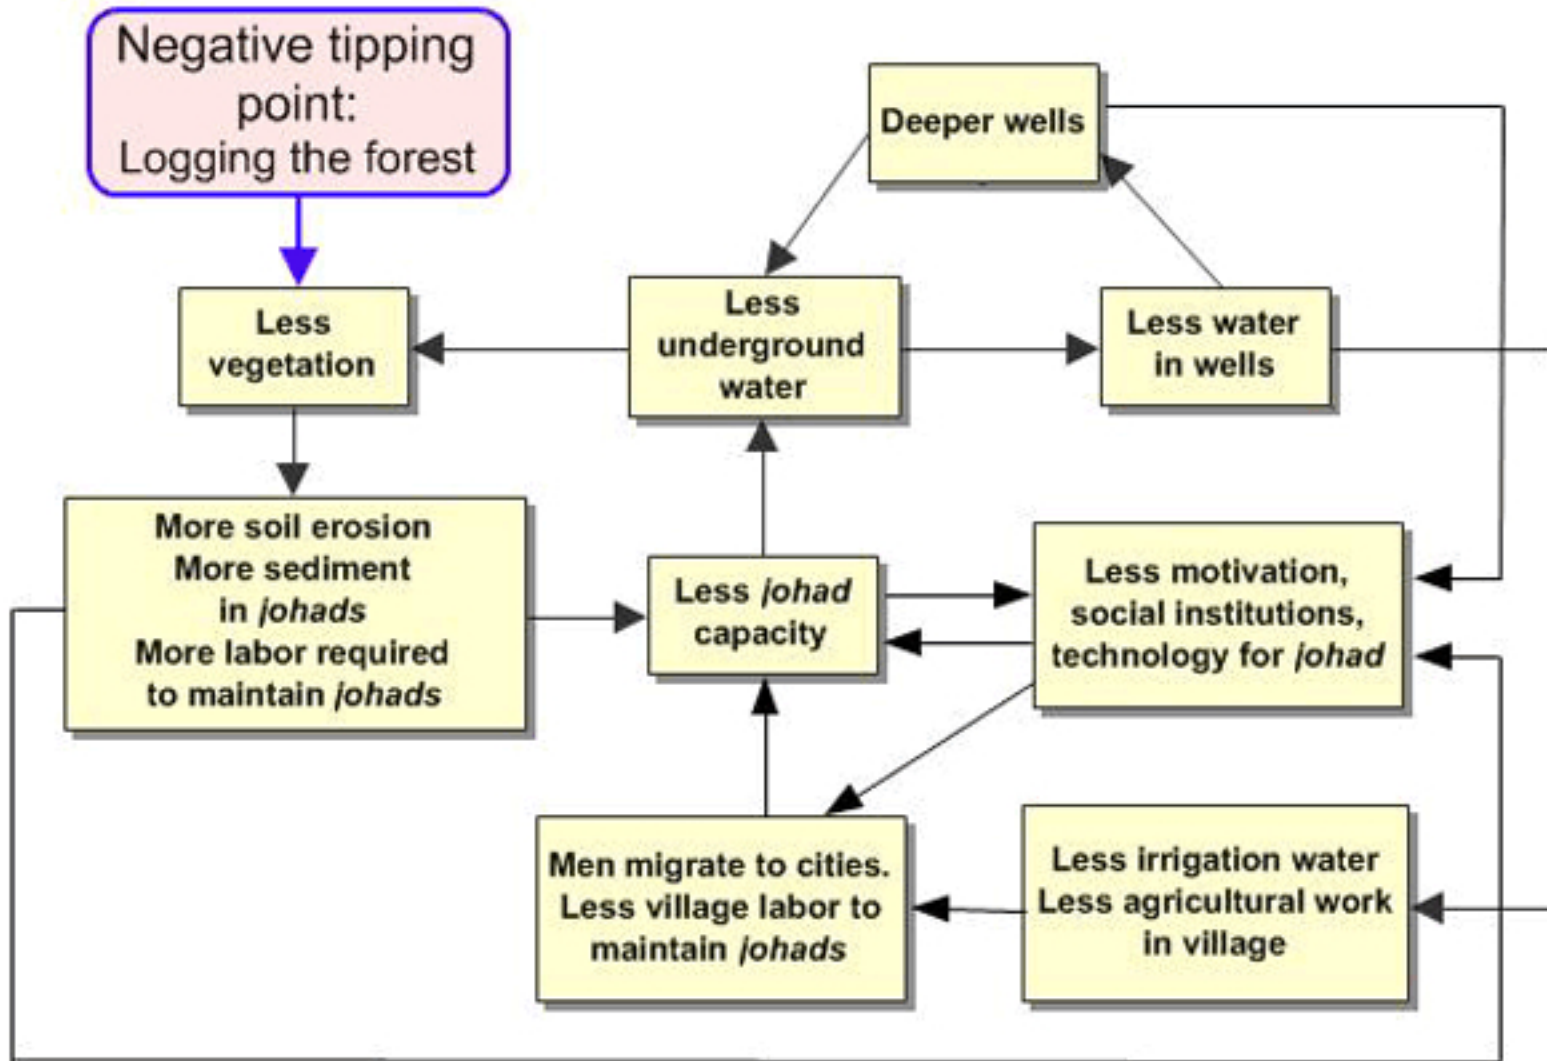 Negative tipping
point:
Logging the forest
Deeper wells
Less
vegetation
Less
underground
water
Less water
in wells
More soil erosion
More sediment
in johads
More labor required
to maintain johads
Less johad
capacity
Less motivation,
social institutions,
technology for johad
Men migrate to cities.
Less village labor to
maintain johads
Less irrigation water
Less agricultural work
in village